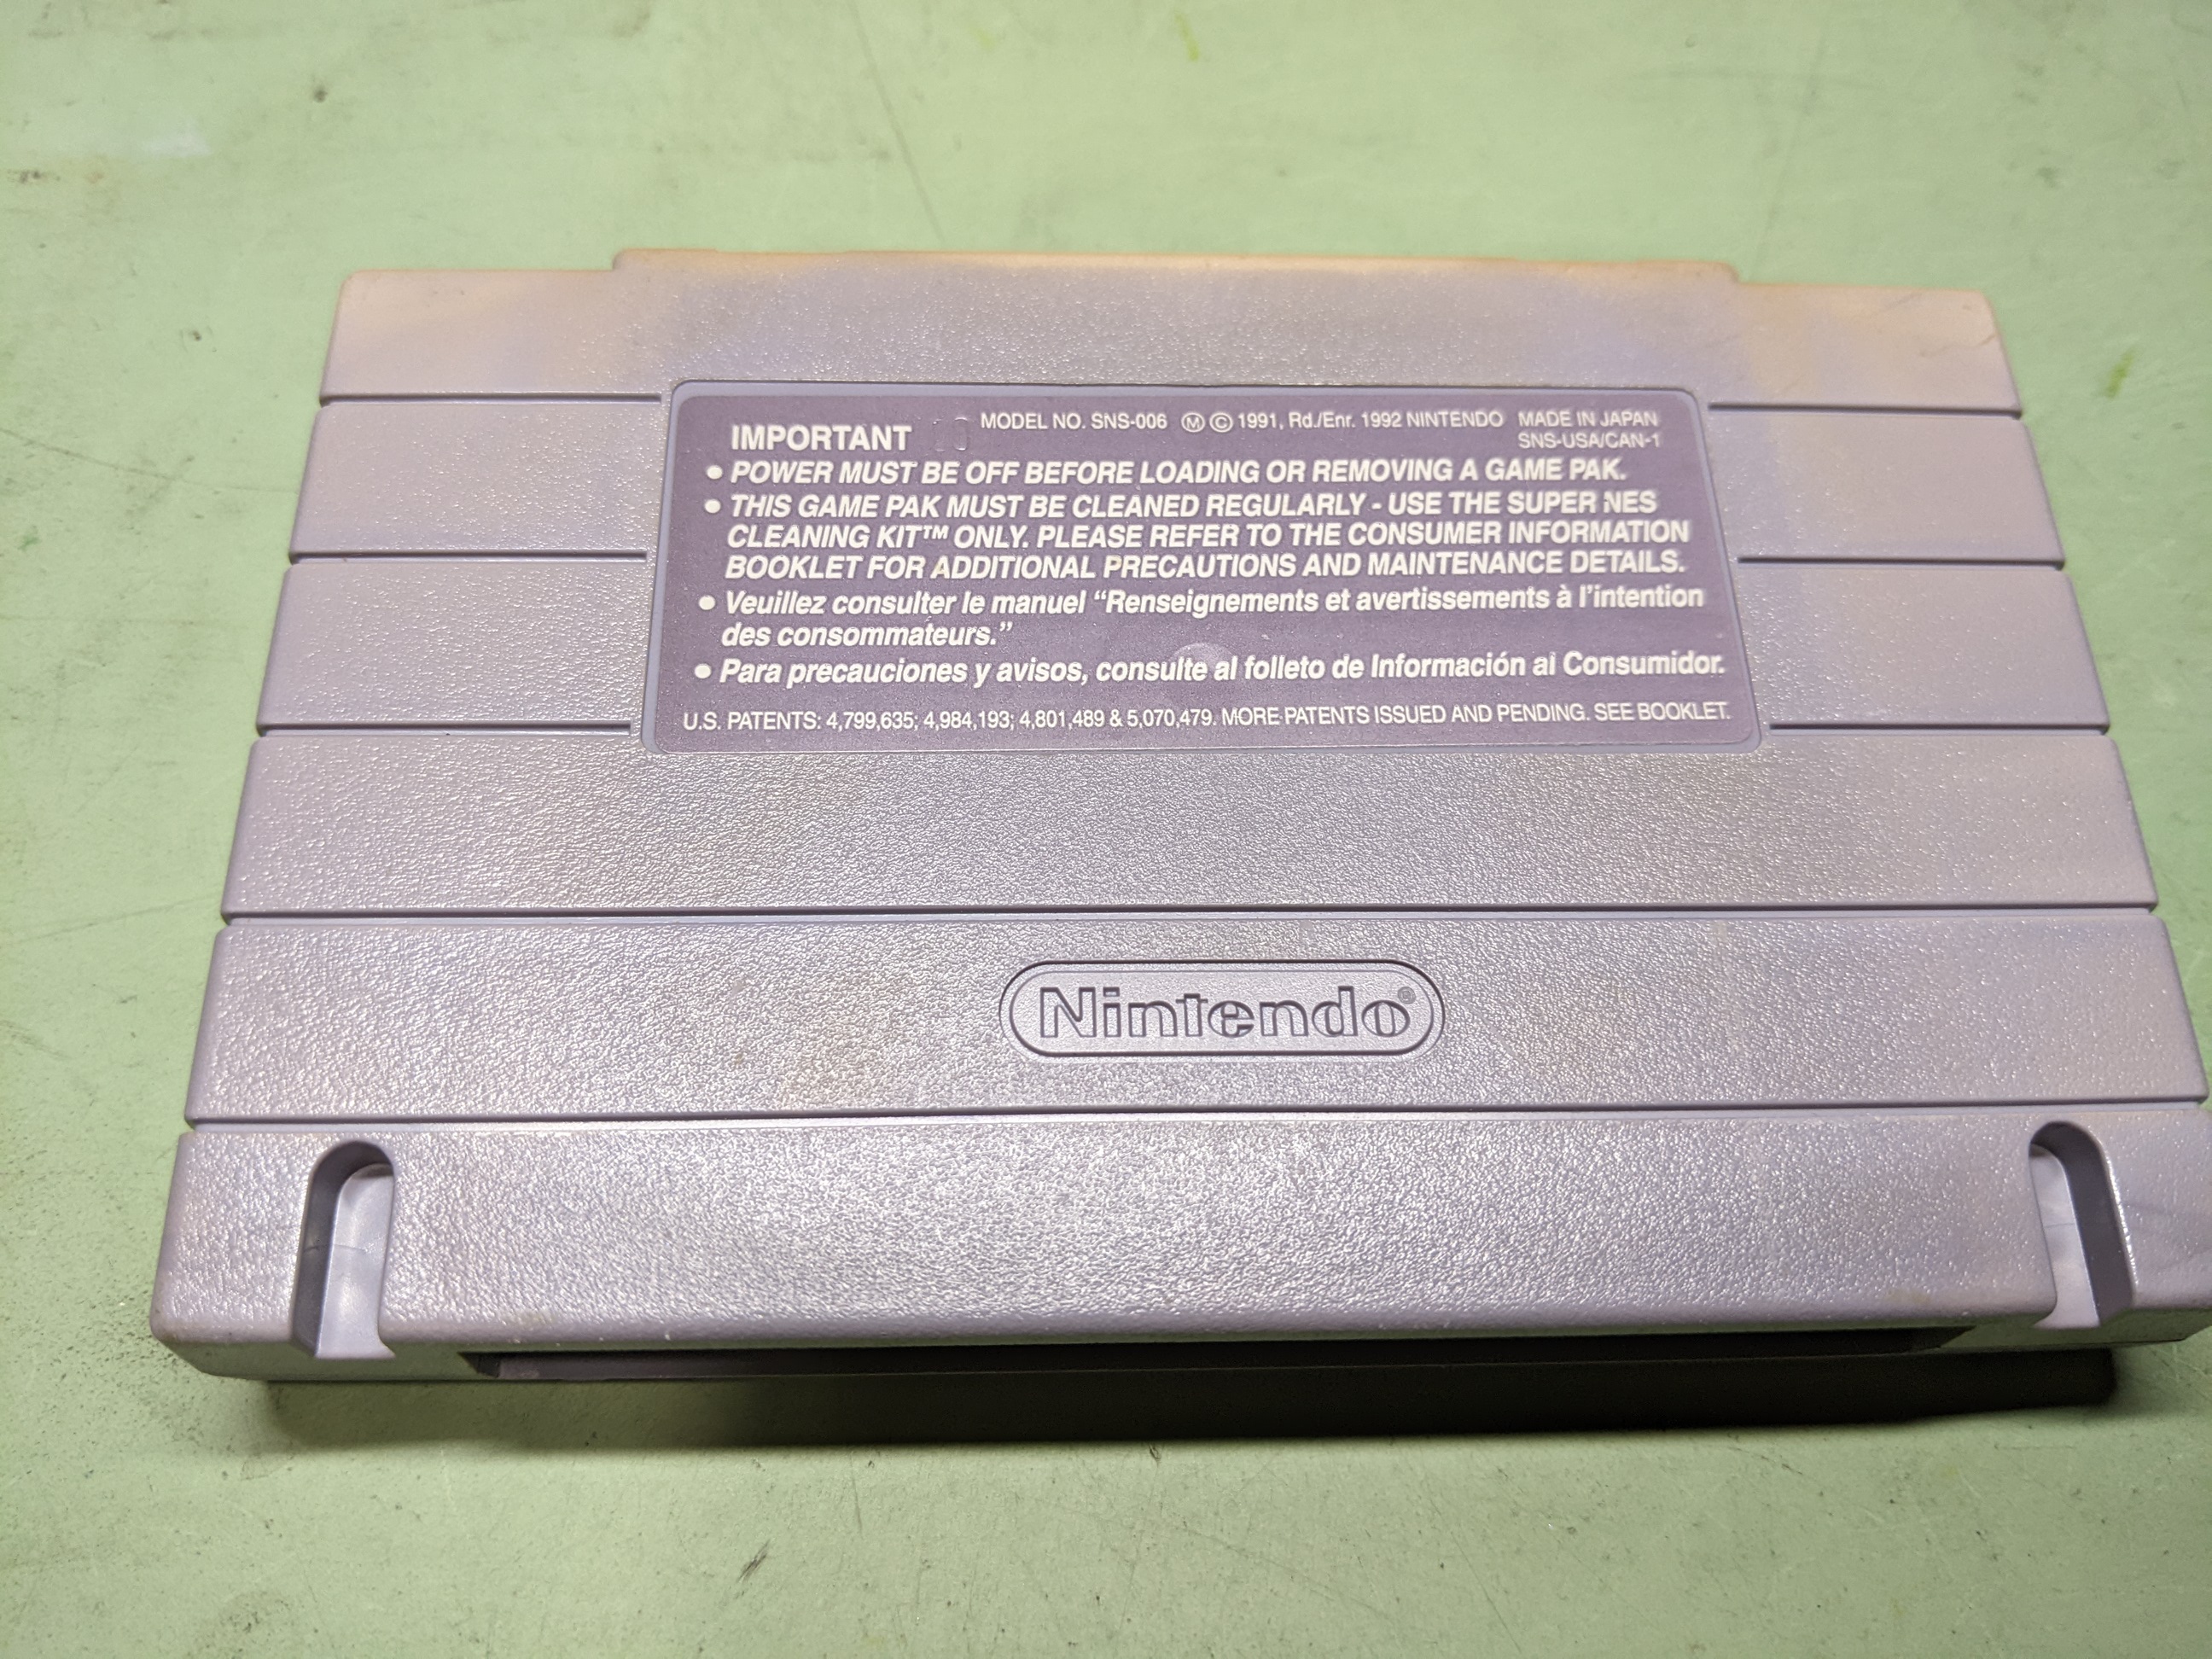 IMPORTANT MODEL NO. SNS-006 Ⓜ © 1991, Rd./Enr. 1992 NINTENDO MADE IN JAPAN
SNS-USA/CAN-1
• POWER MUST BE OFF BEFORE LOADING OR REMOVING A GAME PAK.
• THIS GAME PAK MUST BE CLEANED REGULARLY - USE THE SUPER NES
CLEANING KIT™ ONLY. PLEASE REFER TO THE CONSUMER INFORMATION
BOOKLET FOR ADDITIONAL PRECAUTIONS AND MAINTENANCE DETAILS.
• Veuillez consulter le manuel “Renseignements et avertissements à l’intention
des consommateurs.”
• Para precauciones y avisos, consulte al folleto de Información al Consumidor.
U.S. PATENTS: 4,799,635; 4,984,193; 4,801,489 & 5,070,479. MORE PATENTS ISSUED AND PENDING. SEE BOOKLET.
Nintendo®